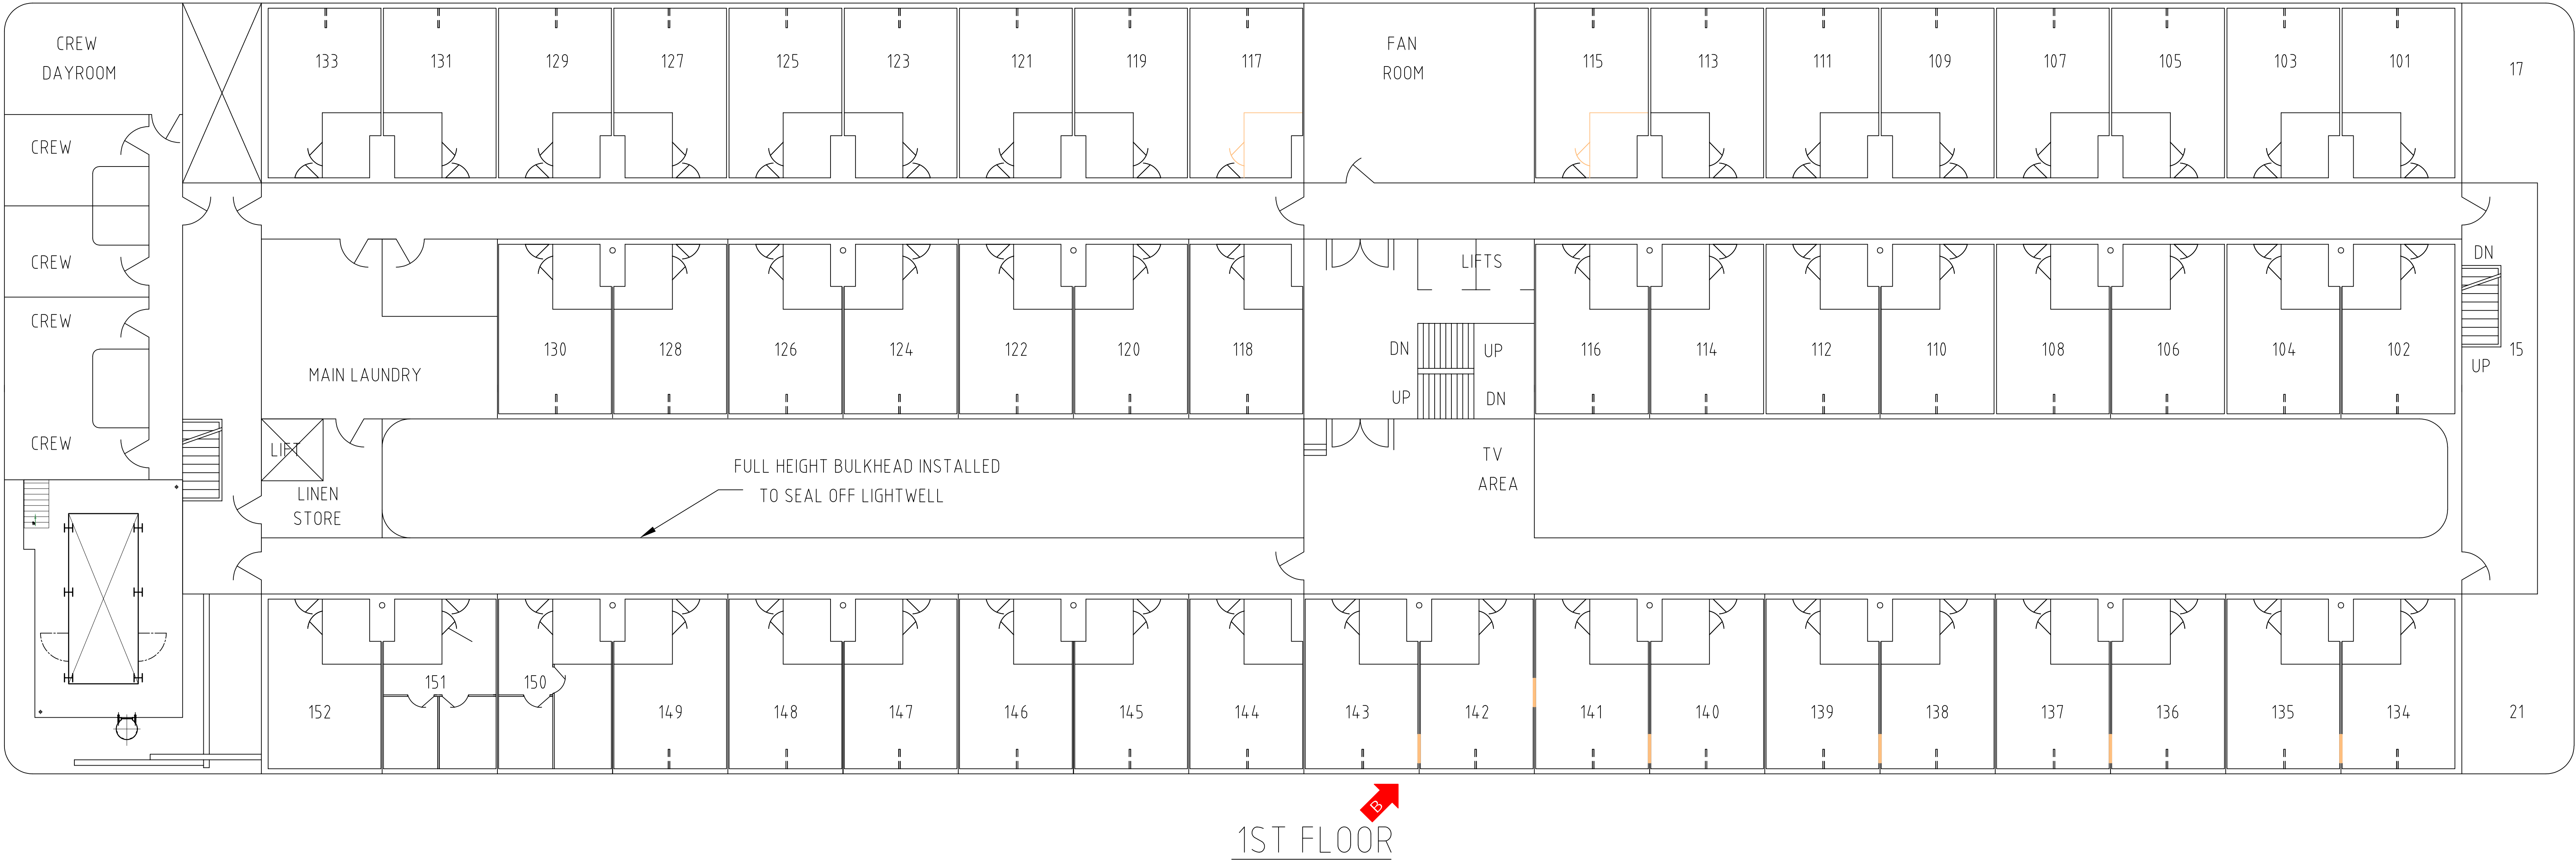 CREW
DAYROOM
133 131 129 127 125 123 121 119 117
FAN
ROOM
115 113 111 109 107 105 103 101
17
CREW
CREW
CREW
CREW
LIFTS
DN
130 128 126 124 122 120 118
DN UP
UP DN
116 114 112 110 108 106 104 102
15
UP
MAIN LAUNDRY
LIFT
LINEN
STORE
FULL HEIGHT BULKHEAD INSTALLED
TO SEAL OFF LIGHTWELL
TV
AREA
151 150
152 149 148 147 146 145 144 143 142 141 140 139 138 137 136 135 134
21
B
1ST FLOOR